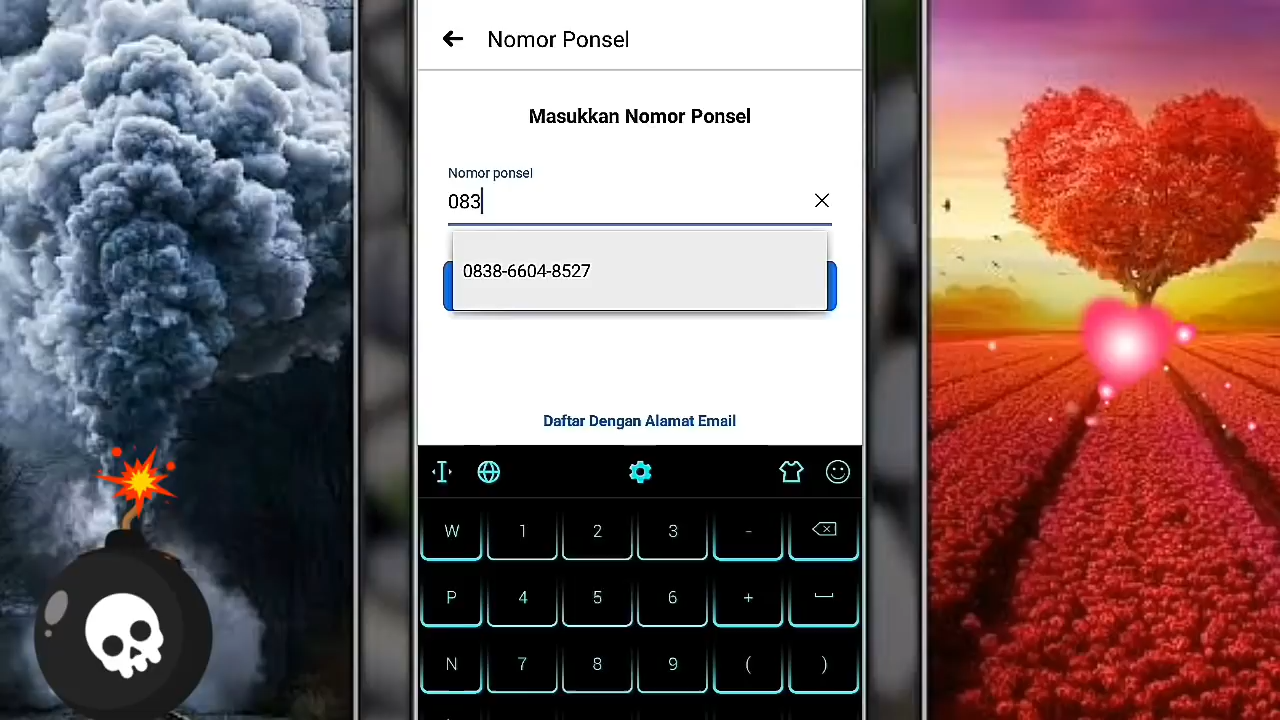 Nomor Ponsel
Masukkan Nomor Ponsel
Nomor ponsel
083
0838-6604-8527
Daftar Dengan Alamat Email
W 1 2 3 -
P 4 5 6 +
N 7 8 9 ( )